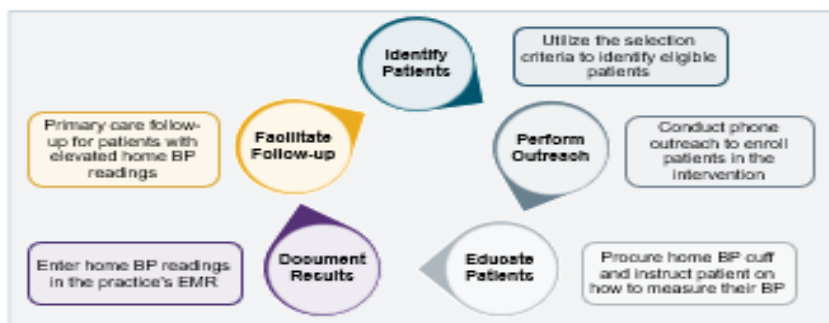 Identify
Patients
Utilize the selection
criteria to identify eligible
patients
Perform
Outreach
Conduct phone
outreach to enroll
patients in the
intervention
Educate
Patients
Procure home BP cuff
and instruct patient on
how to measure their BP
Document
Results
Enter home BP readings
in the practice's EMR
Facilitate
Follow-up
Primary care follow-
up for patients with
elevated home BP
readings